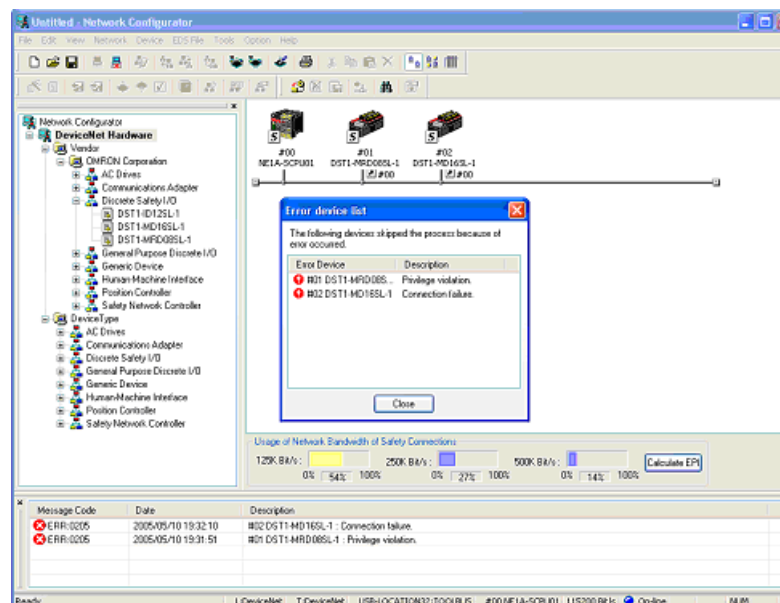 Untitled - Network Configurator
File Edit View Network Device EDS File Tools Option Help
Network Configurator
DeviceNet Hardware
Vendor
OMRON Corporation
AC Drives
Communications Adapter
Discrete Safety I/O
DST1-ID12SL-1
DST1-MD16SL-1
DST1-MRD08SL-1
General Purpose Discrete I/O
Generic Device
Human-Machine Interface
Position Controller
Safety Network Controller
DeviceType
AC Drives
Communications Adapter
Discrete Safety I/O
General Purpose Discrete I/O
Generic Device
Human-Machine Interface
Position Controller
Safety Network Controller
S S S
#00 #01 #02
NE1A-SCPU01 DST1-MRD08SL-1 DST1-MD16SL-1
#00 #00
Error device list
The following devices skipped the process because of
error occurred.
Error Device Description
#01 DST1-MRD08S... Privilege violation.
#02 DST1-MD16SL-1 Connection failure.
Close
Usage of Network Bandwidth of Safety Connections
125K Bit/s : 250K Bit/s : 500K Bit/s : Calculate EPI
0% 54% 100% 0% 27% 100% 0% 14% 100%
Message Code Date Description
ERR:0205 2005/05/10 19:32:10 #02 DST1-MD16SL-1 : Connection failure.
ERR:0205 2005/05/10 19:31:51 #01 DST1-MRD08SL-1 : Privilege violation.
Ready L:DeviceNet T:DeviceNet #00 NE1A-SCPU01 On-line NUM